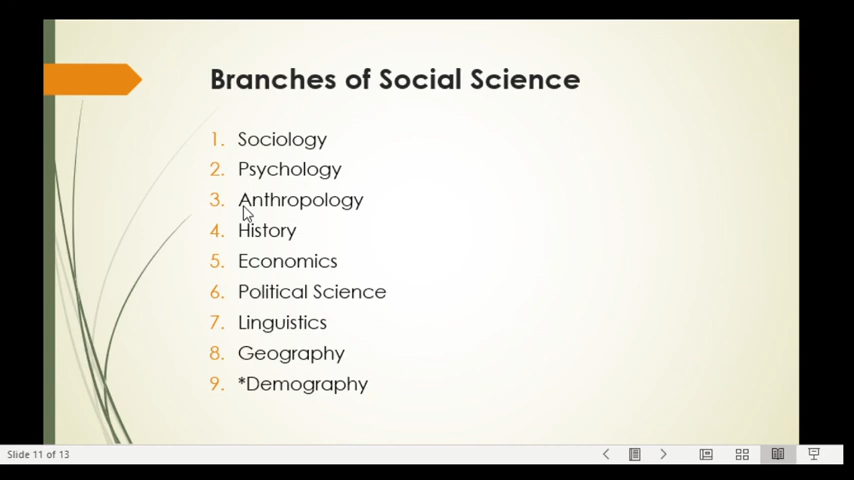 Branches of Social Science
1. Sociology
2. Psychology
3. Anthropology
4. History
5. Economics
6. Political Science
7. Linguistics
8. Geography
9. *Demography
Slide 11 of 13